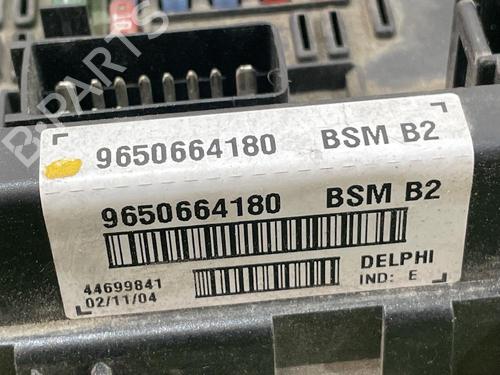 B-PARTS
9650664180 BSM B2
9650664180 BSM B2
44699841 DELPHI
02/11/04 IND: E